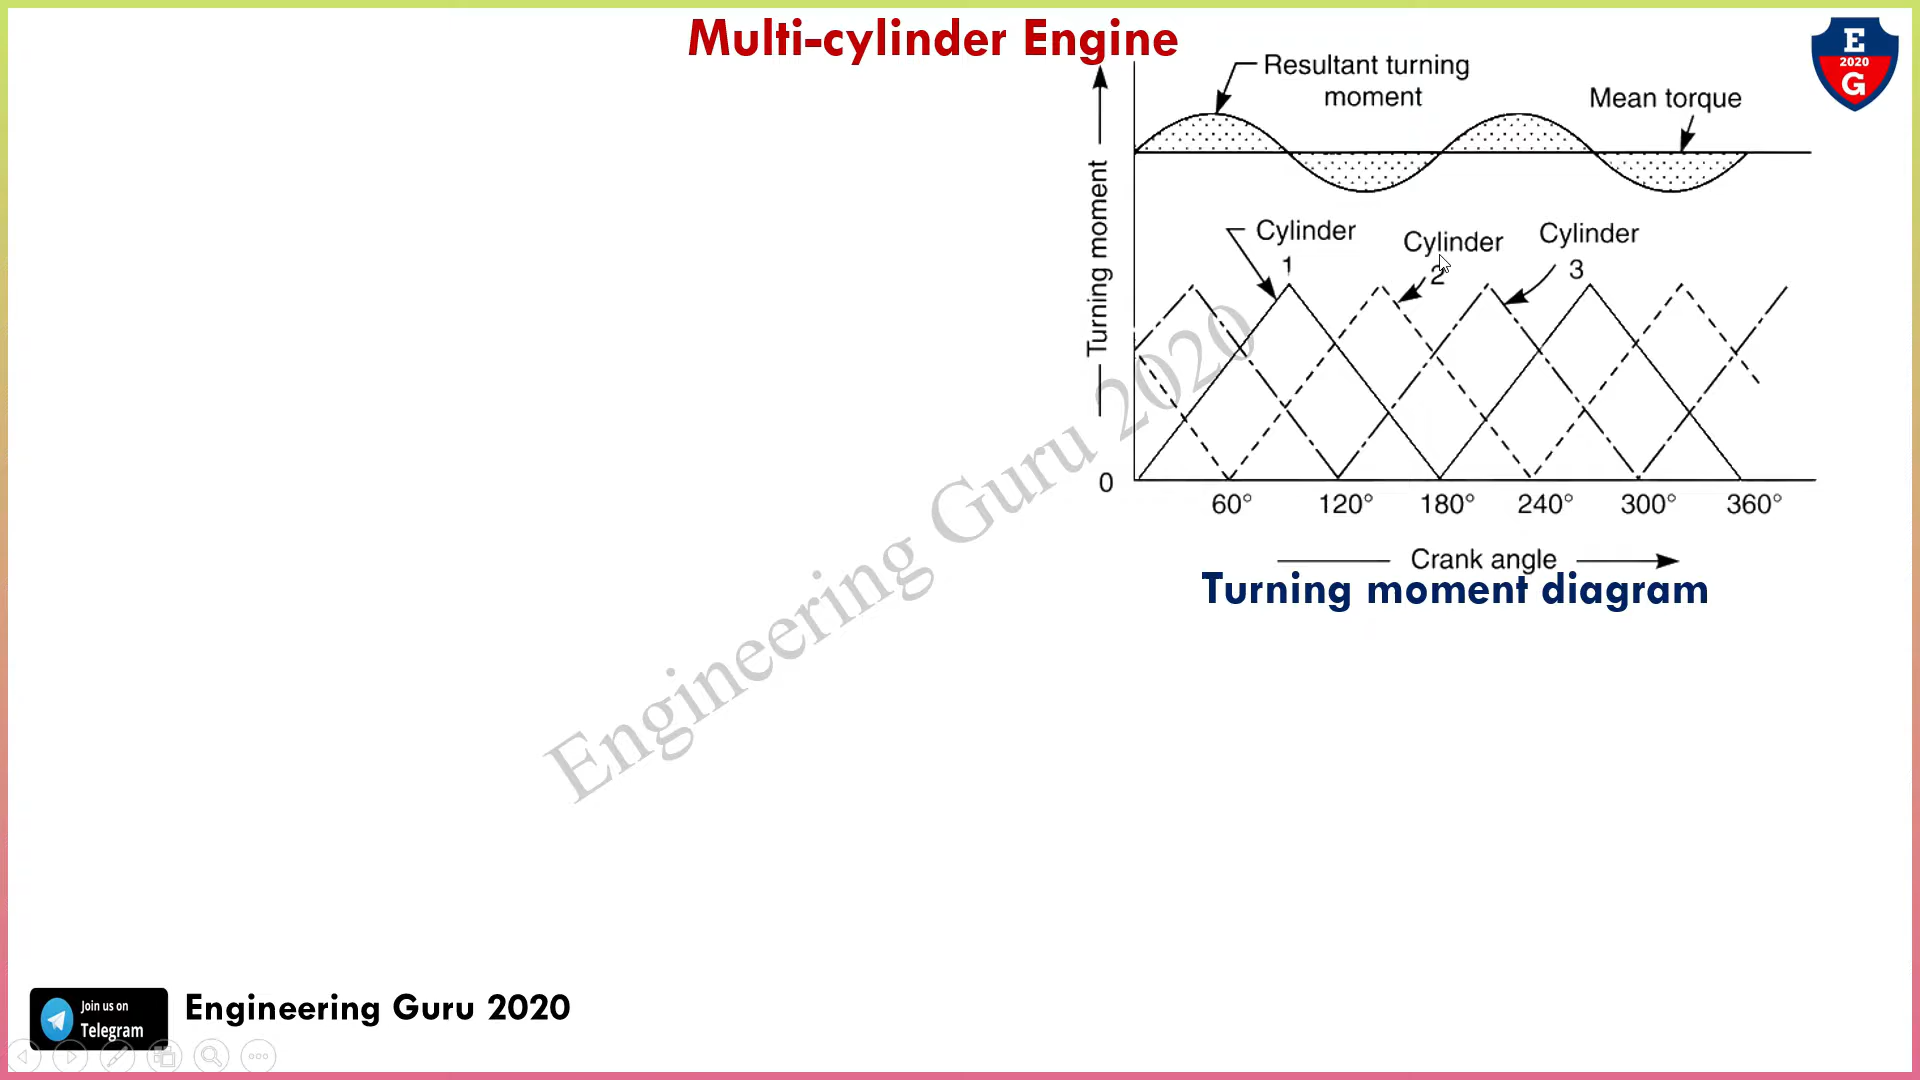 Multi-cylinder Engine
E
2020
G
Resultant turning
moment
Mean torque
Turning moment
Cylinder
1
Cylinder
2
Cylinder
3
0
60° 120° 180° 240° 300° 360°
Crank angle
Turning moment diagram
Engineering Guru 2020
Join us on
Telegram
Engineering Guru 2020